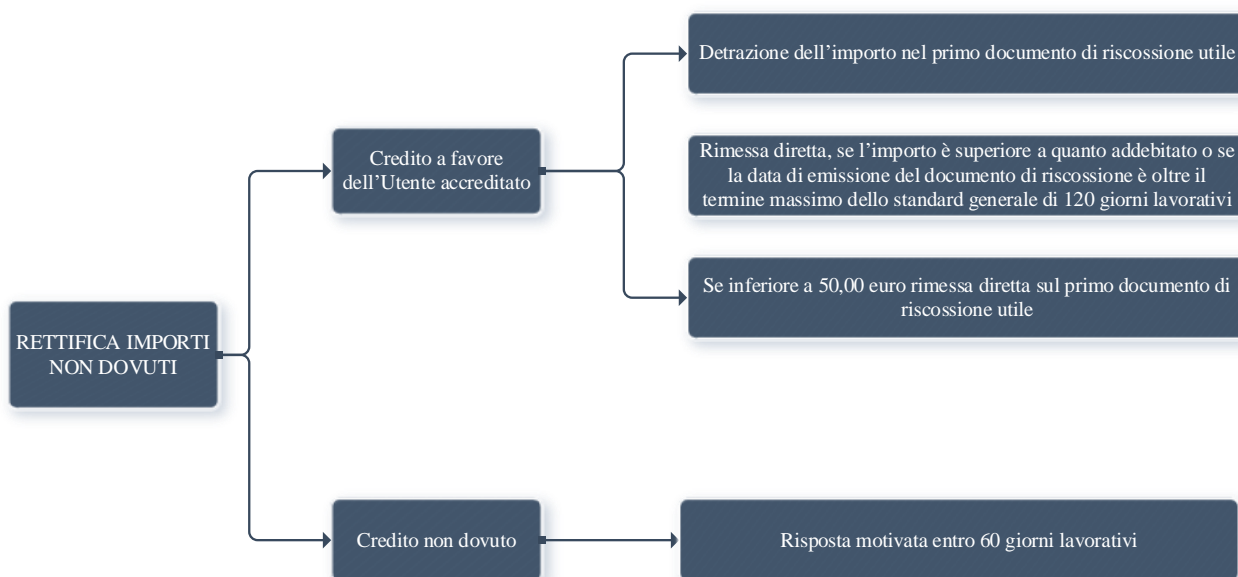 Detrazione dell’importo nel primo documento di riscossione utile
Credito a favore
dell’Utente accreditato
Rimessa diretta, se l’importo è superiore a quanto addebitato o se
la data di emissione del documento di riscossione è oltre il
termine massimo dello standard generale di 120 giorni lavorativi
Se inferiore a 50,00 euro rimessa diretta sul primo documento di
riscossione utile
RETTIFICA IMPORTI
NON DOVUTI
Credito non dovuto
Risposta motivata entro 60 giorni lavorativi